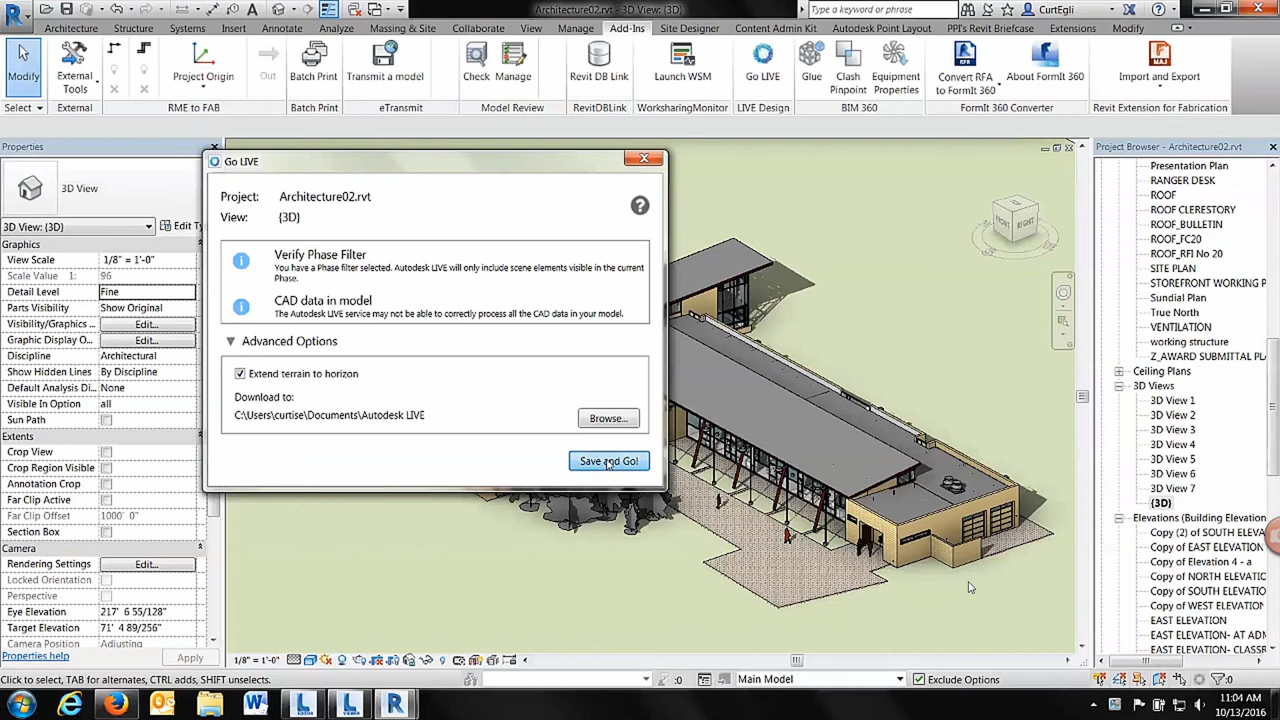 Architecture02.rvt - 3D View: {3D}
Type a keyword or phrase
CurtEgli
Architecture Structure Systems Insert Annotate Analyze Massing & Site Collaborate View Manage Add-Ins Site Designer Content Admin Kit Autodesk Point Layout PPI's Revit Briefcase Extensions Modify
Modify
External
Tools
Project Origin
Out
Batch Print
Transmit a model
Check
Manage
Revit DB Link
Launch WSM
Go LIVE
Glue
Clash
Pinpoint
Equipment
Properties
Convert RFA
to FormIt 360
About FormIt 360
Import and Export
Select External RME to FAB Batch Print eTransmit Model Review RevitDBLink WorksharingMonitor LIVE Design BIM 360 FormIt 360 Converter Revit Extension for Fabrication
Properties
3D View
3D View: {3D}
Edit Ty
Graphics
View Scale 1/8" = 1'-0"
Scale Value 1: 96
Detail Level Fine
Parts Visibility Show Original
Visibility/Graphics ... Edit...
Graphic Display O... Edit...
Discipline Architectural
Show Hidden Lines By Discipline
Default Analysis Di... None
Visible In Option all
Sun Path
Extents
Crop View
Crop Region Visible
Annotation Crop
Far Clip Active
Far Clip Offset 1000' 0"
Section Box
Camera
Rendering Settings Edit...
Locked Orientation
Perspective
Eye Elevation 217' 6 55/128"
Target Elevation 71' 4 89/256"
Camera Position Adjusting
Properties help
Apply
Go LIVE
Project: Architecture02.rvt
View: {3D}
Verify Phase Filter
You have a Phase filter selected. Autodesk LIVE will only include scene elements visible in the current
Phase.
CAD data in model
The Autodesk LIVE service may not be able to correctly process all the CAD data in your model.
Advanced Options
Extend terrain to horizon
Download to:
C:\Users\curtise\Documents\Autodesk LIVE
Browse...
Save and Go!
TOP
FRONT
RIGHT
Project Browser - Architecture02.rvt
Presentation Plan
RANGER DESK
ROOF
ROOF CLERESTORY
ROOF_BULLETIN
ROOF_FC20
ROOF_RFI No 20
SITE PLAN
STOREFRONT WINDOW P
Sundial Plan
True North
VENTILATION
working structure
Z_AWARD SUBMITTAL PL
Ceiling Plans
3D Views
3D View 1
3D View 2
3D View 3
3D View 4
3D View 5
3D View 6
3D View 7
{3D}
Elevations (Building Elevation
Copy (2) of SOUTH ELEVA
Copy of EAST ELEVATION
Copy of Elevation 4 - a
Copy of NORTH ELEVATIO
Copy of SOUTH ELEVATIO
Copy of WEST ELEVATION
EAST ELEVATION
EAST ELEVATION- AT ADM
EAST ELEVATION- CLASSR
1/8" = 1'-0"
Click to select, TAB for alternates, CTRL adds, SHIFT unselects.
:0
Main Model
Exclude Options
:0
11:04 AM
10/13/2016